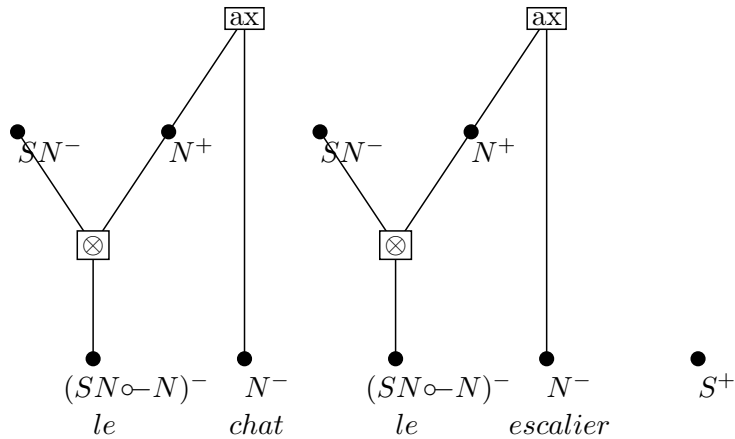 ax ax
SN⁻ N⁺ SN⁻ N⁺
⊗ ⊗
(SN⟜N)⁻ N⁻ (SN⟜N)⁻ N⁻ S⁺
le chat le escalier